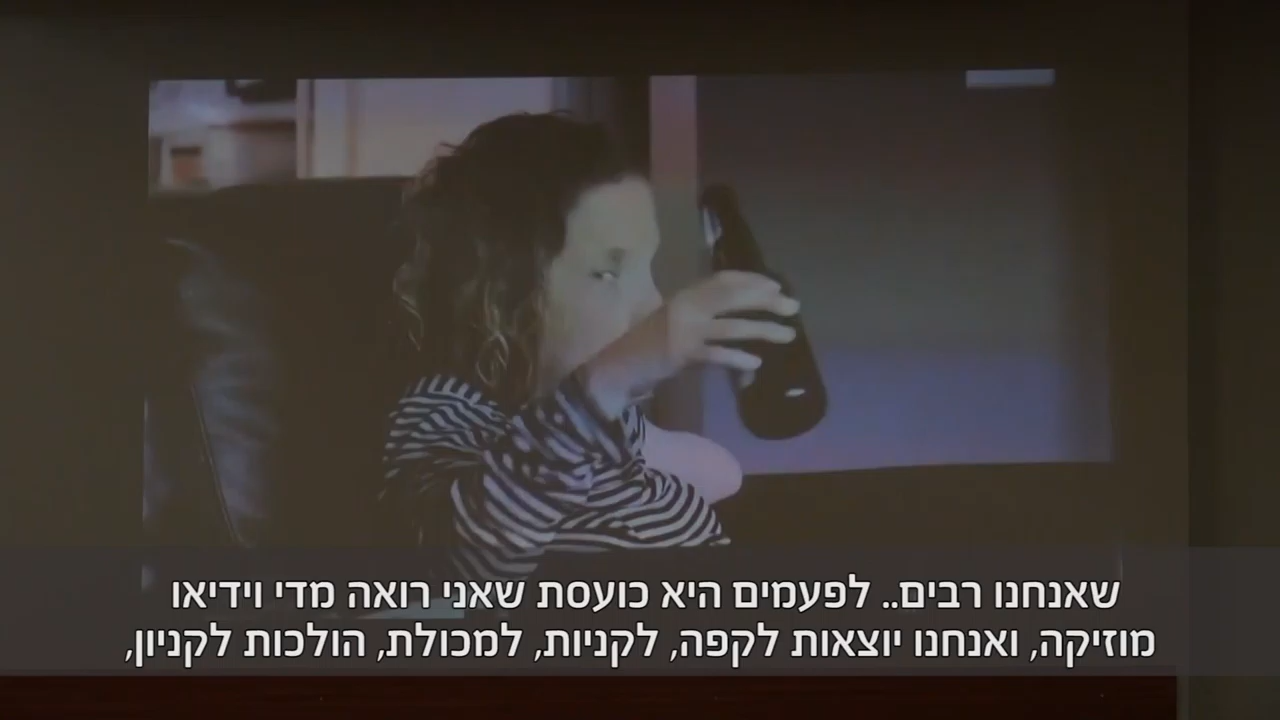 שאנחנו רבים.. לפעמים היא כועסת שאני רואה מדי וידיאו
מוזיקה, ואנחנו יוצאות לקפה, לקניות, למכולת, הולכות לקניון,